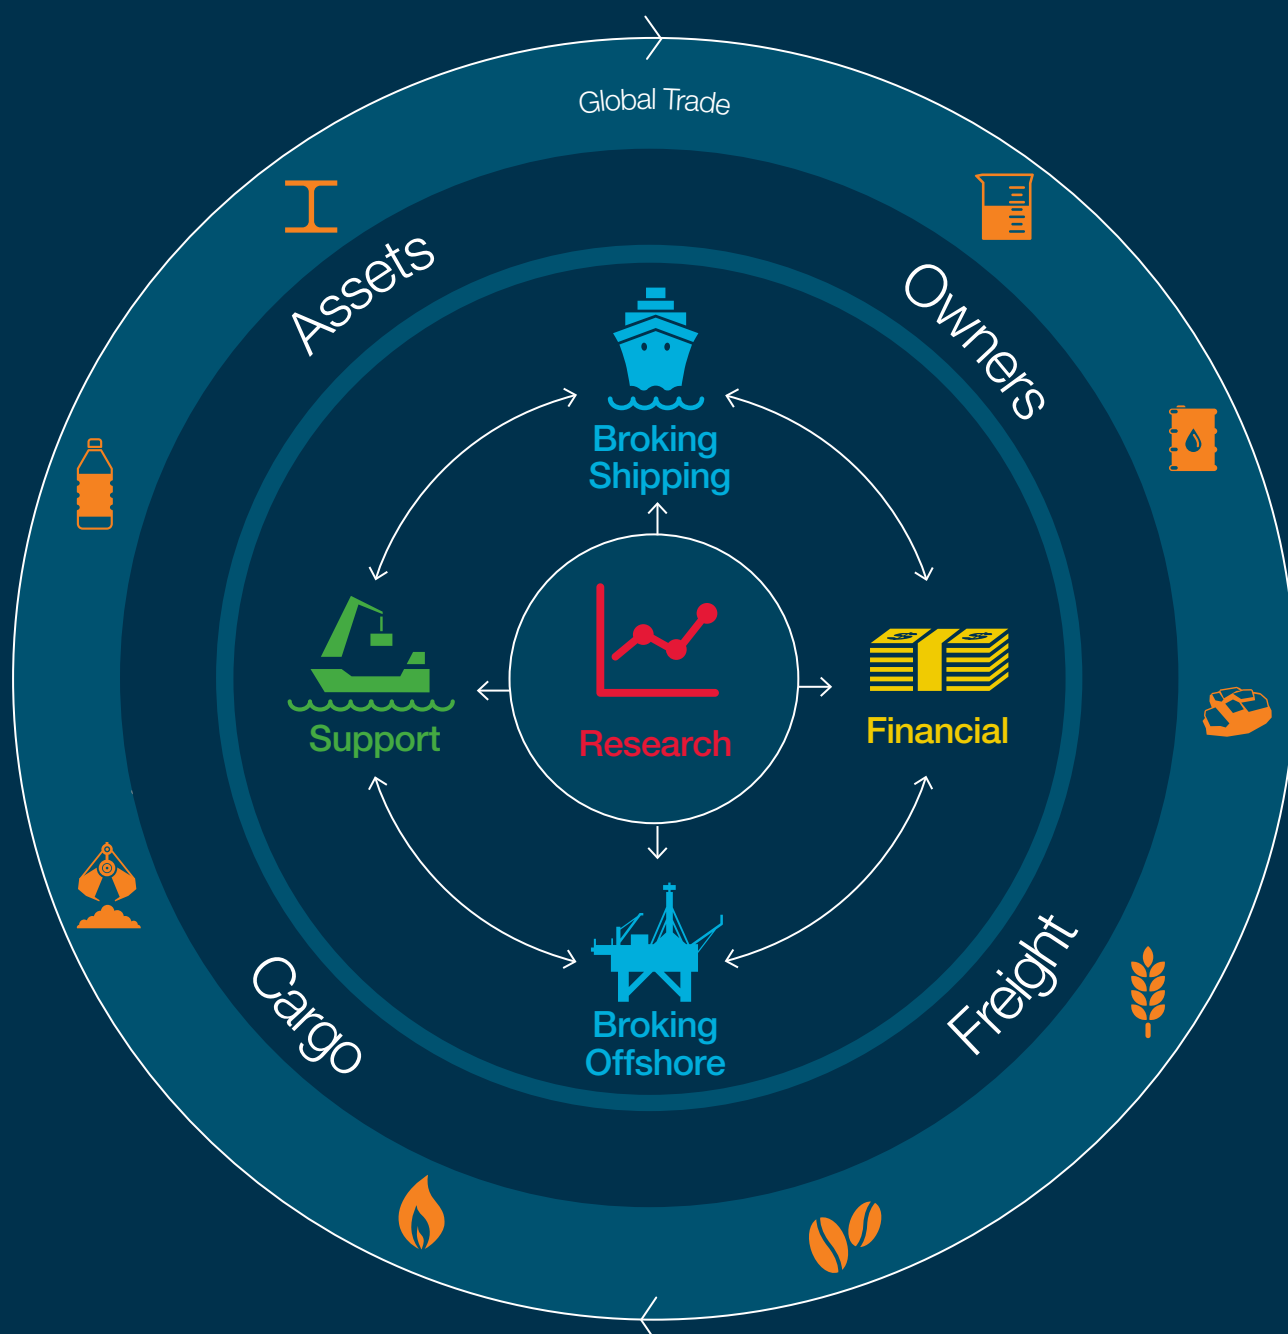 Global Trade
Assets
Owners
Broking
Shipping
Support
Research
Financial
Broking
Offshore
Cargo
Freight